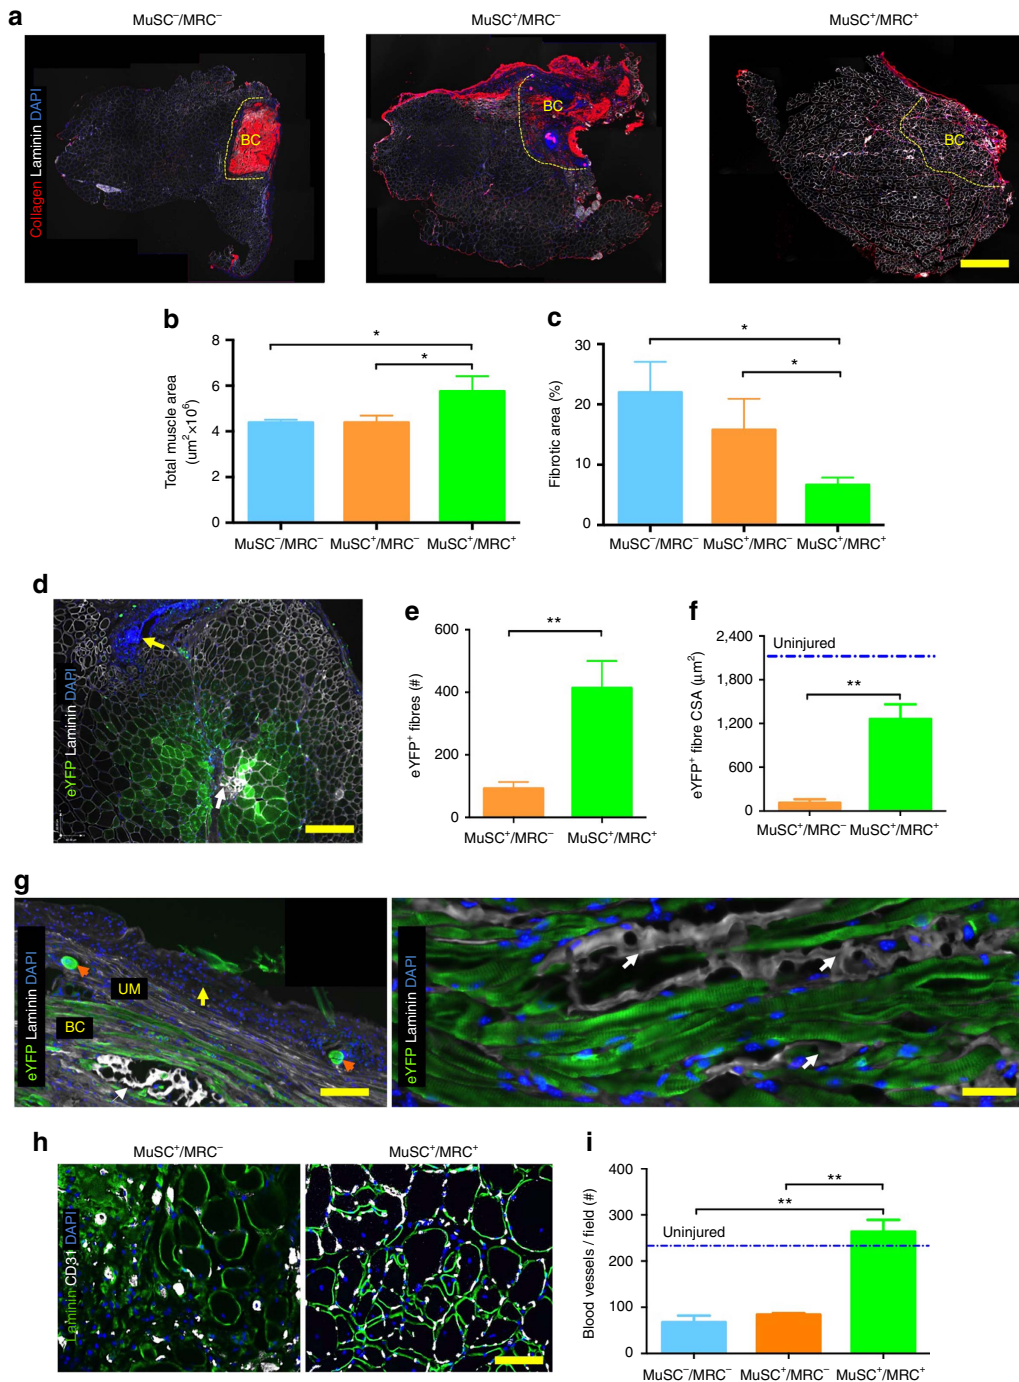 a
MuSC⁻/MRC⁻
MuSC⁺/MRC⁻
MuSC⁺/MRC⁺
Collagen Laminin DAPI
BC
BC
BC
b
Total muscle area
(um²×10⁶)
8
6
4
2
0
*
*
MuSC⁻/MRC⁻
MuSC⁺/MRC⁻
MuSC⁺/MRC⁺
c
Fibrotic area (%)
30
20
10
0
*
*
MuSC⁻/MRC⁻
MuSC⁺/MRC⁻
MuSC⁺/MRC⁺
d
eYFP Laminin DAPI
e
eYFP⁺ fibres (#)
600
400
200
0
**
MuSC⁺/MRC⁻
MuSC⁺/MRC⁺
f
eYFP⁺ fibre CSA (µm²)
2,400
1,800
1,200
600
0
Uninjured
**
MuSC⁺/MRC⁻
MuSC⁺/MRC⁺
g
eYFP Laminin DAPI
UM
BC
eYFP Laminin DAPI
h
MuSC⁺/MRC⁻
MuSC⁺/MRC⁺
Laminin CD31 DAPI
i
Blood vessels / field (#)
400
300
200
100
0
Uninjured
**
**
MuSC⁻/MRC⁻
MuSC⁺/MRC⁻
MuSC⁺/MRC⁺